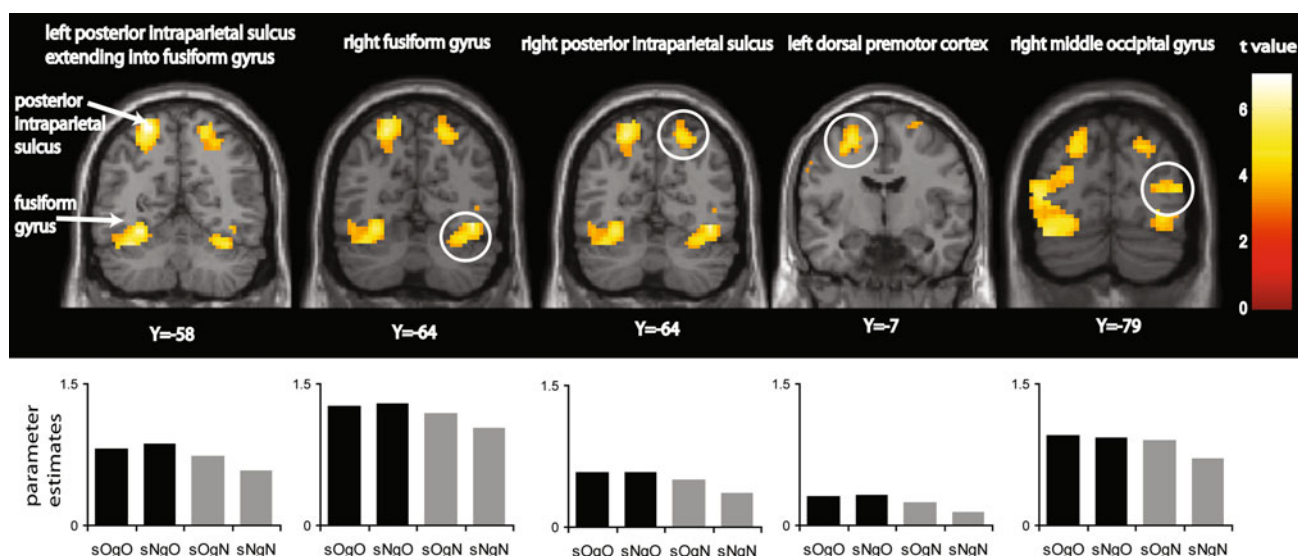 left posterior intraparietal sulcus
extending into fusiform gyrus
right fusiform gyrus
right posterior intraparietal sulcus
left dorsal premotor cortex
right middle occipital gyrus
t value
posterior
intraparietal
sulcus
fusiform
gyrus
6
4
2
0
Y=-58
Y=-64
Y=-64
Y=-7
Y=-79
parameter
estimates
1.5
0
sOgO sNgO sOgN sNgN
1.5
0
sOgO sNgO sOgN sNgN
1.5
0
sOgO sNgO sOgN sNgN
1.5
0
sOgO sNgO sOgN sNgN
1.5
0
sOgO sNgO sOgN sNgN